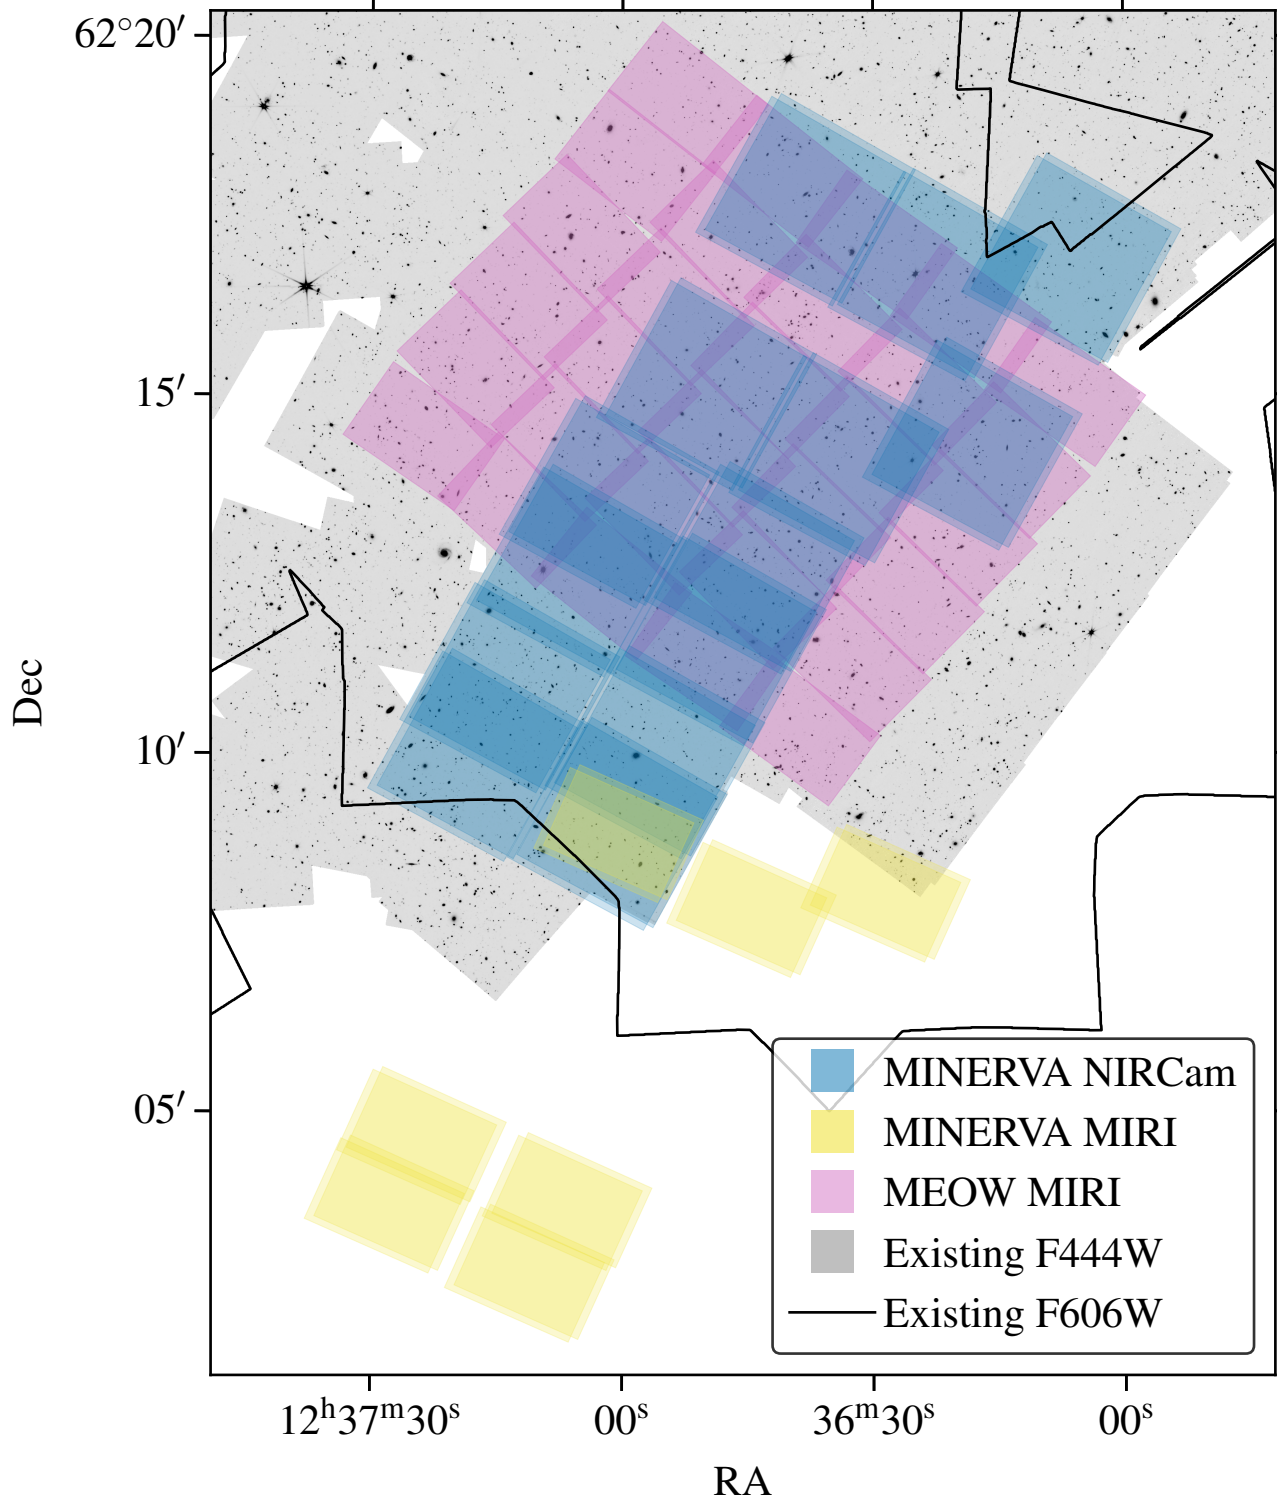 62°20′
15′
10′
05′
Dec
MINERVA NIRCam
MINERVA MIRI
MEOW MIRI
Existing F444W
Existing F606W
12ʰ37ᵐ30ˢ
00ˢ
36ᵐ30ˢ
00ˢ
RA